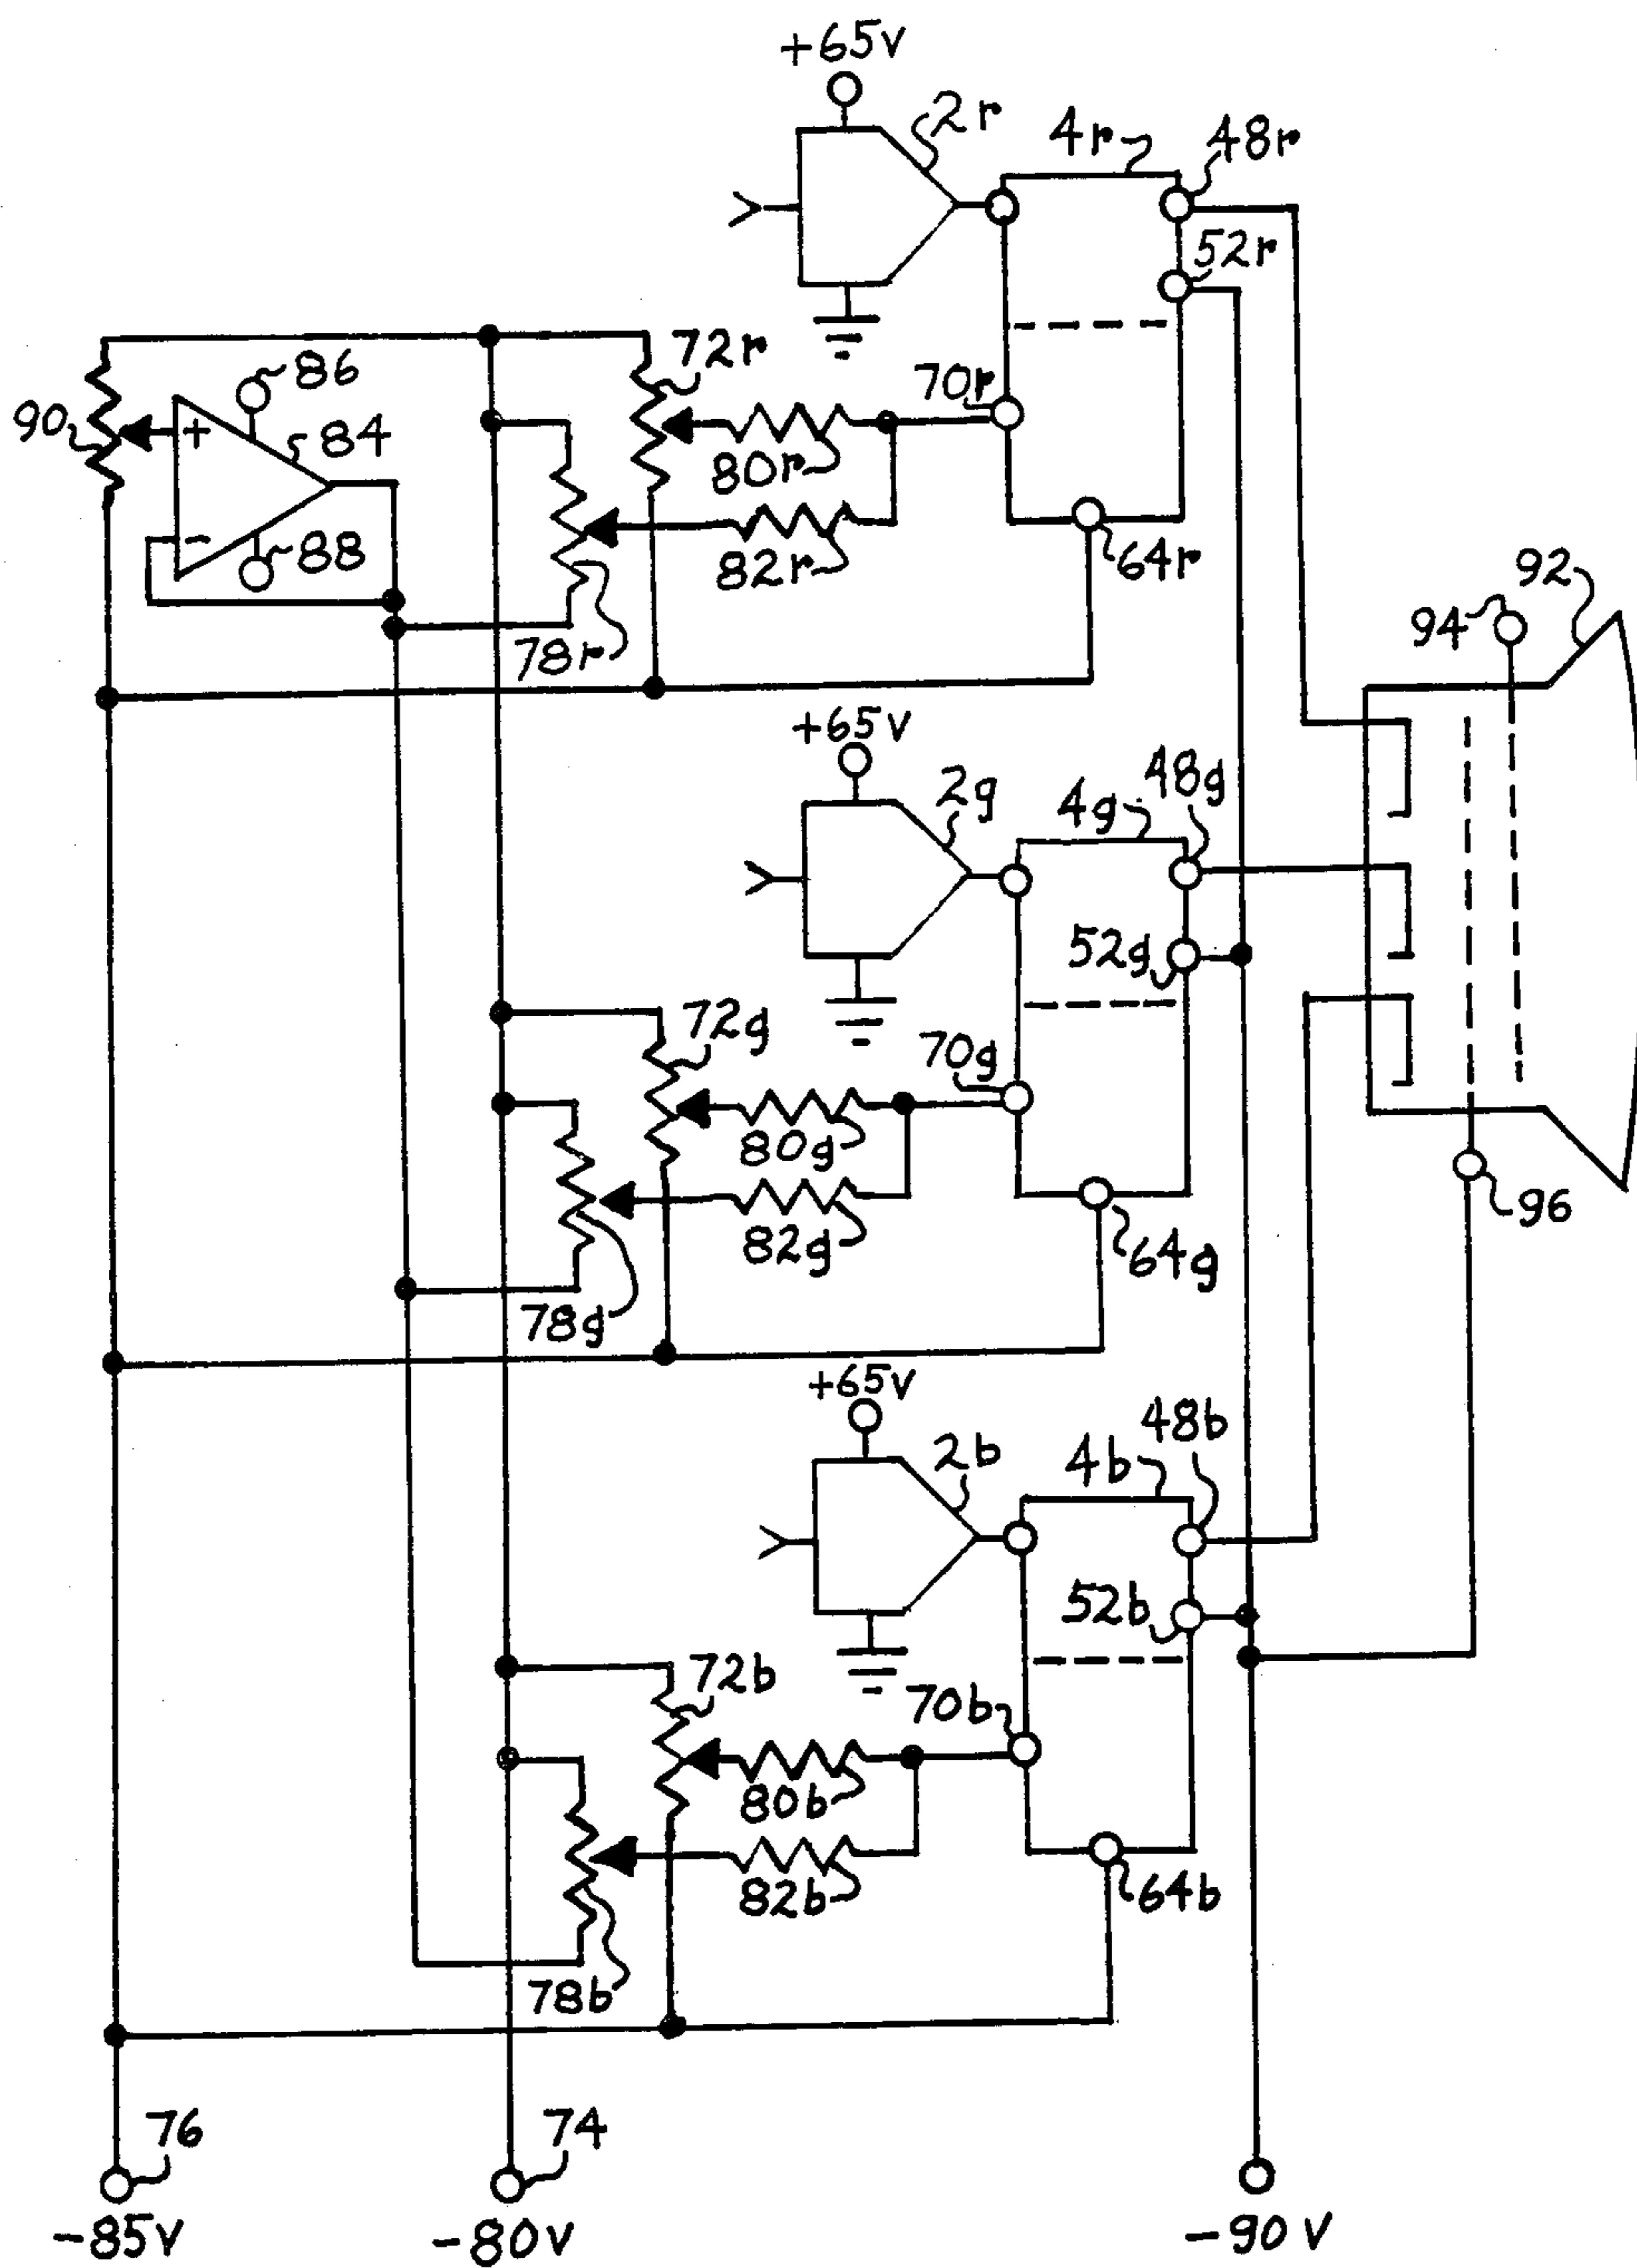 +65v
2r
4r
48r
52r
72r
86
70r
90
+
84
80r
-
88
82r
64r
92
94
78r
+65v
2g
4g
48g
52g
72g
70g
80g
96
82g
64g
78g
+65v
2b
4b
48b
52b
72b
70b
80b
82b
64b
78b
76
74
-85v
-80v
-90v